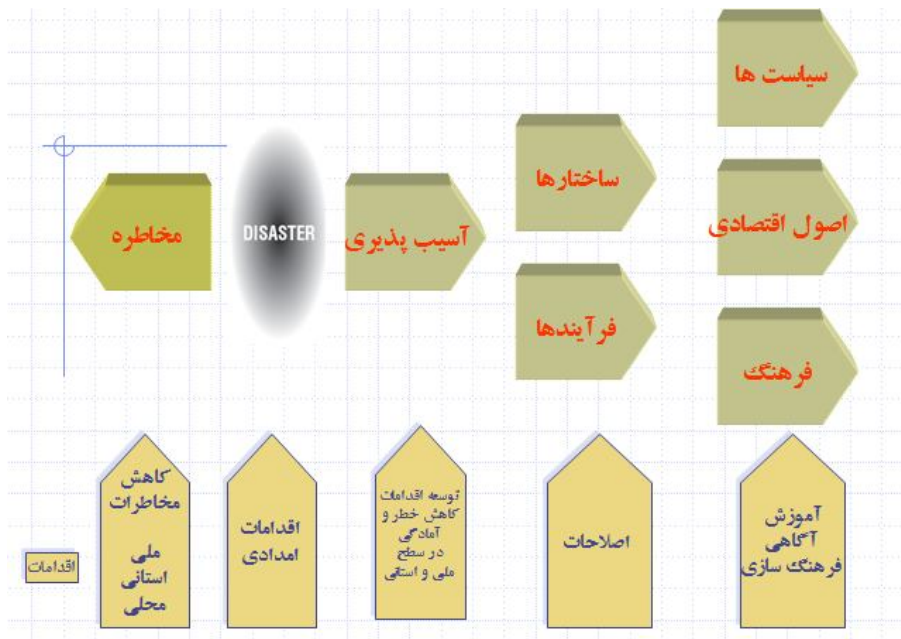 سیاست ها
ساختارها
مخاطره
DISASTER
آسیب پذیری
اصول اقتصادی
فرآیندها
فرهنگ
کاهش
مخاطرات
ملی
استانی
محلی
اقدامات
امدادی
توسعه اقدامات
کاهش خطر و
آمادگی
در سطح
ملی و استانی
اصلاحات
آموزش
آگاهی
فرهنگ سازی
اقدامات